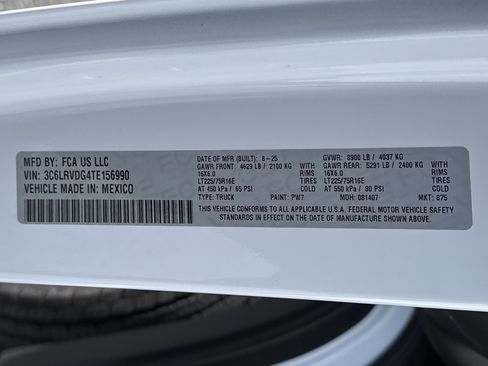 MFD BY: FCA US LLC
VIN: 3C6LRVDG4TE156990
VEHICLE MADE IN: MEXICO
DATE OF MFR (BUILT): 8-25 GVWR: 8900 LB / 4037 KG
GAWR FRONT: 4629 LB / 2100 KG GAWR REAR: 5291 LB / 2400 KG
16X6.0 RIMS 16X6.0 RIMS
LT225/75R16E TIRES LT225/75R16E TIRES
AT 450 kPa / 65 PSI AT 550 kPa / 80 PSI
TYPE: TRUCK PAINT: PW7 MDH: 081407 MKT: 875
THIS VEHICLE CONFORMS TO ALL APPLICABLE U.S.A. FEDERAL MOTOR VEHICLE SAFETY
STANDARDS IN EFFECT ON THE DATE OF MANUFACTURE SHOWN ABOVE.